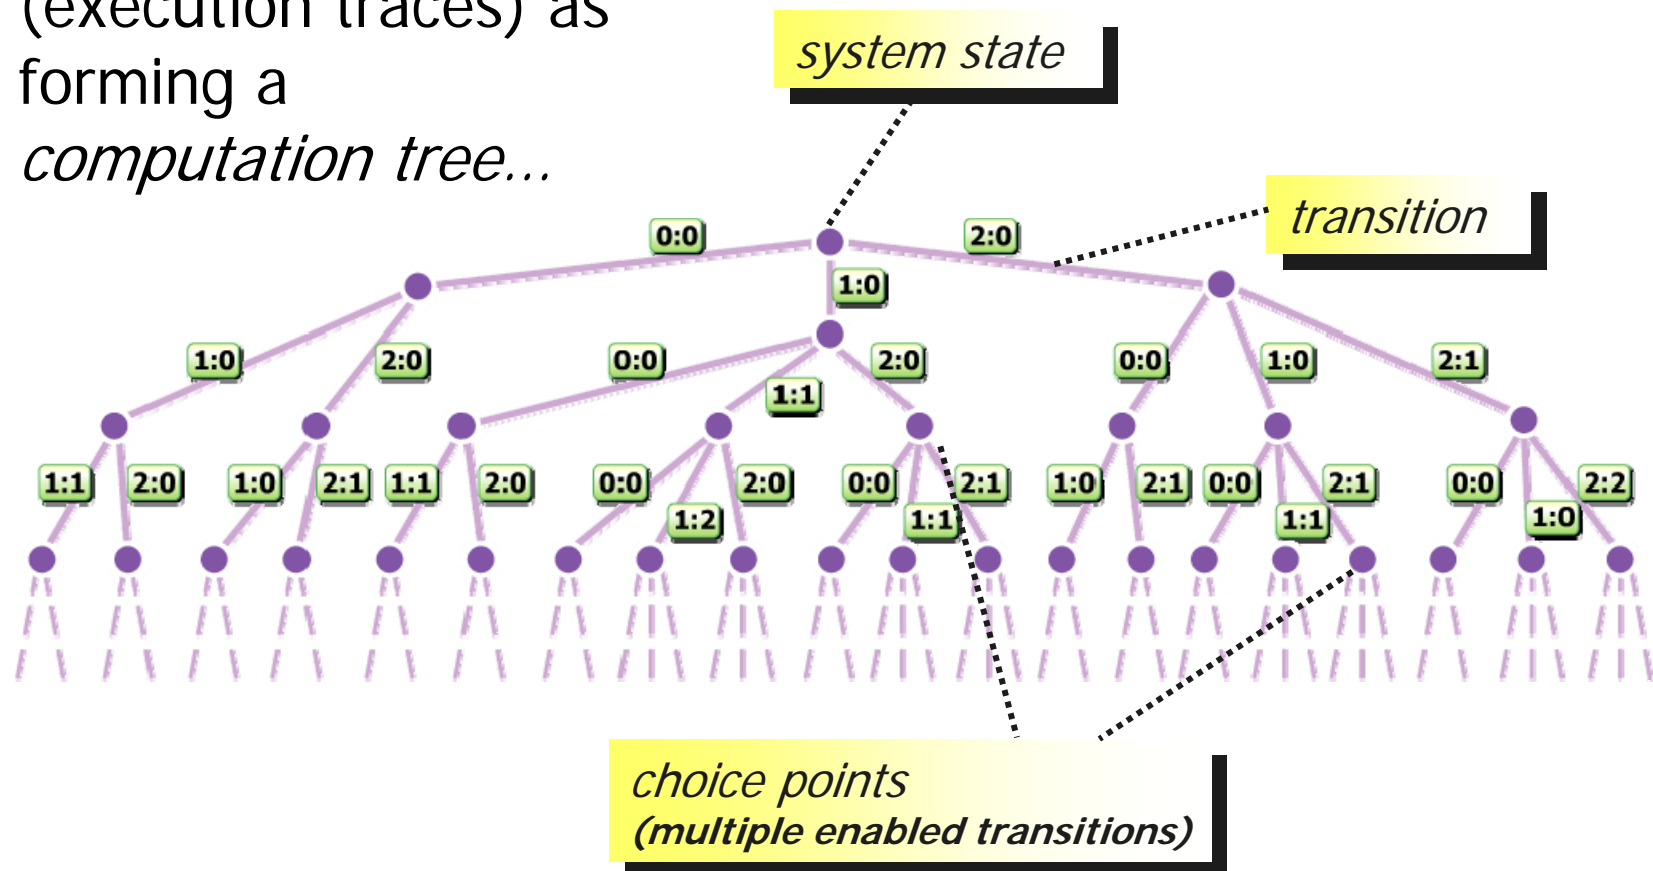 (execution traces) as
forming a
computation tree...
system state
transition
0:0 2:0
1:0
1:0 2:0 0:0 2:0 0:0 1:0 2:1
1:1
1:1 2:0 1:0 2:1 1:1 2:0 0:0 2:0 0:0 2:1 1:0 2:1 0:0 2:1 0:0 2:2
1:2 1:1 1:1 1:0
choice points
(multiple enabled transitions)